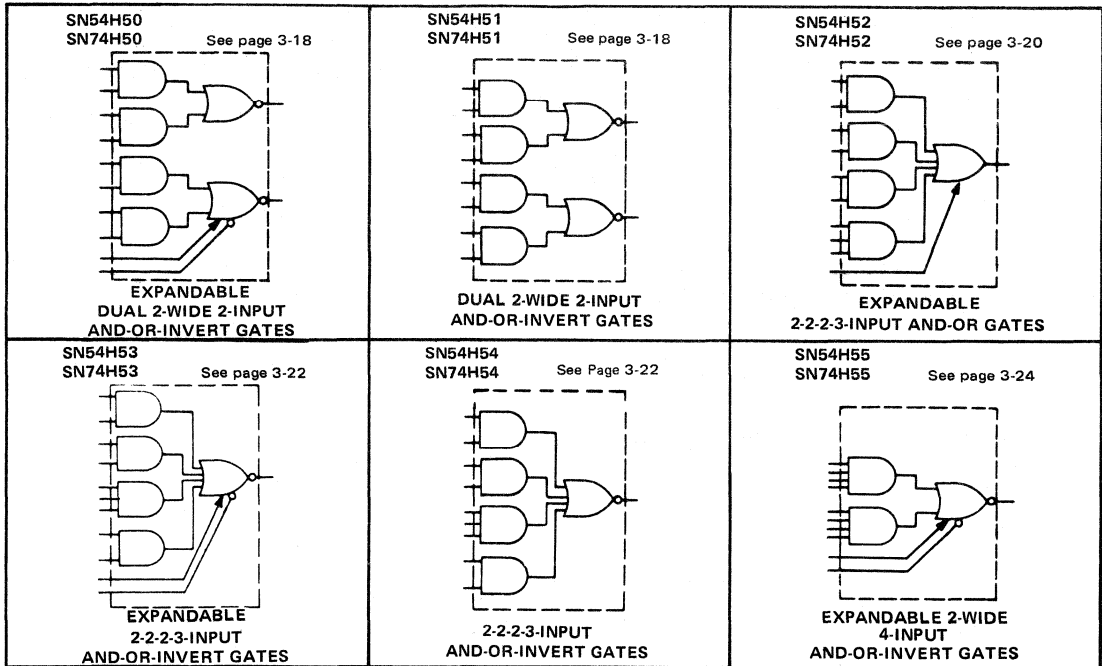 SN54H50
SN74H50 See page 3-18
EXPANDABLE
DUAL 2-WIDE 2-INPUT
AND-OR-INVERT GATES
SN54H51
SN74H51 See page 3-18
DUAL 2-WIDE 2-INPUT
AND-OR-INVERT GATES
SN54H52
SN74H52 See page 3-20
EXPANDABLE
2-2-2-3-INPUT AND-OR GATES
SN54H53
SN74H53 See page 3-22
EXPANDABLE
2-2-2-3-INPUT
AND-OR-INVERT GATES
SN54H54
SN74H54 See Page 3-22
2-2-2-3-INPUT
AND-OR-INVERT GATES
SN54H55
SN74H55 See page 3-24
EXPANDABLE 2-WIDE
4-INPUT
AND-OR-INVERT GATES